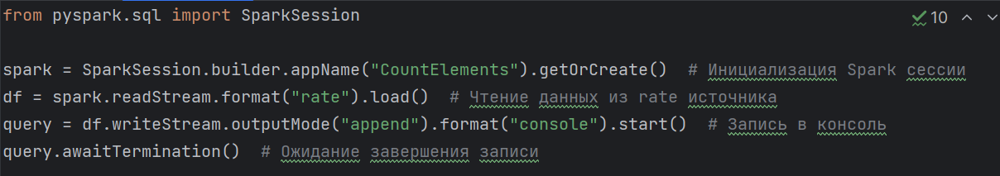 from pyspark.sql import SparkSession
10
spark = SparkSession.builder.appName("CountElements").getOrCreate()  # Инициализация Spark сессии
df = spark.readStream.format("rate").load()  # Чтение данных из rate источника
query = df.writeStream.outputMode("append").format("console").start()  # Запись в консоль
query.awaitTermination()  # Ожидание завершения записи